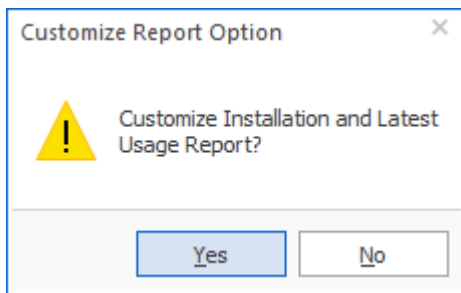 Customize Report Option
Customize Installation and Latest
Usage Report?
Yes
No